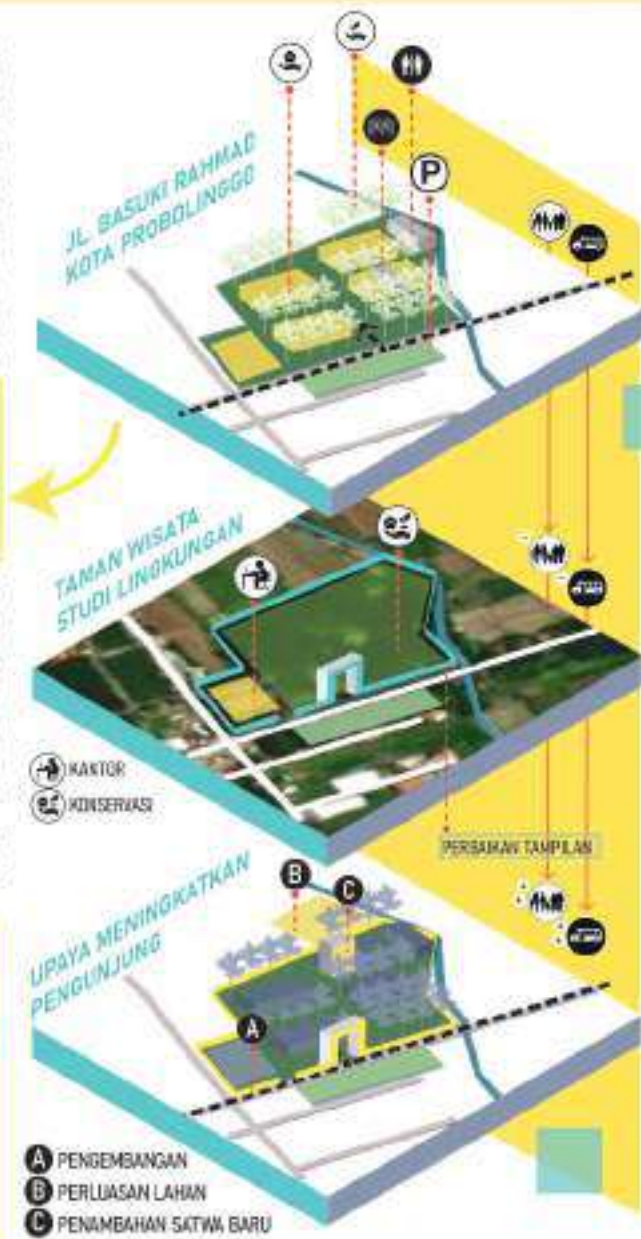 P
JL. BASUKI RAHMAD
KOTA PROBOLINGGO
TAMAN WISATA
STUDI LINGKUNGAN
KANTOR
KONSERVASI
PERBAIKAN TAMPILAN
UPAYA MENINGKATKAN
PENGUNJUNG
B
C
A
A PENGEMBANGAN
B PERLUASAN LAHAN
C PENAMBAHAN SATWA BARU